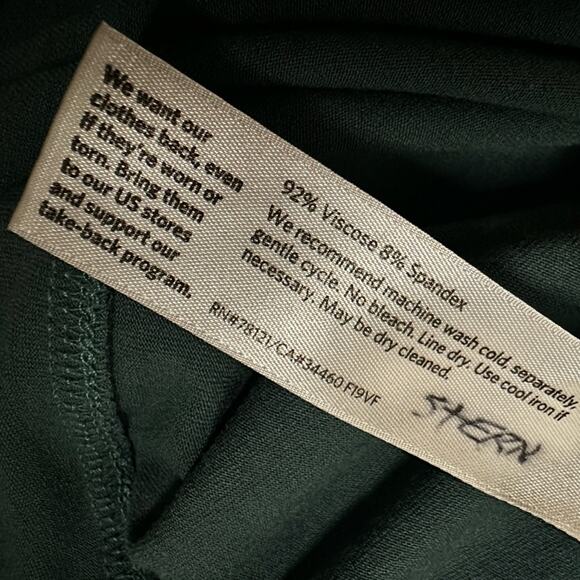 We want our
clothes back, even
if they're worn or
torn. Bring them
to our US stores
and support our
take-back program.
92% Viscose 8% Spandex
We recommend machine wash cold, separately,
gentle cycle. No bleach. Line dry. Use cool iron if
necessary. May be dry cleaned.
RN#78121/CA#34460 F19VF
STERN